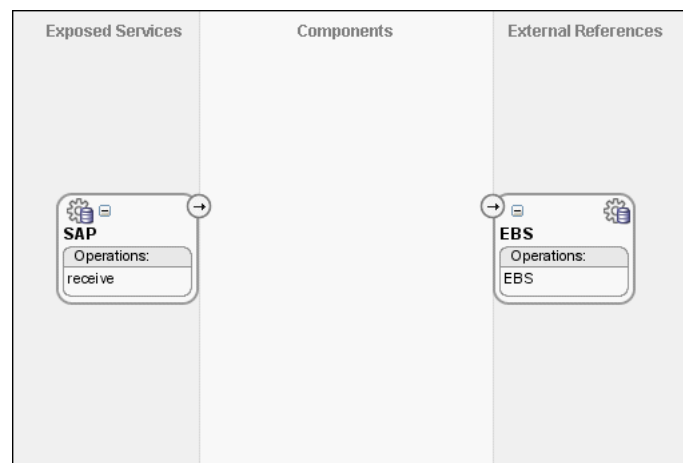 Exposed Services
Components
External References
SAP
Operations:
receive
EBS
Operations:
EBS